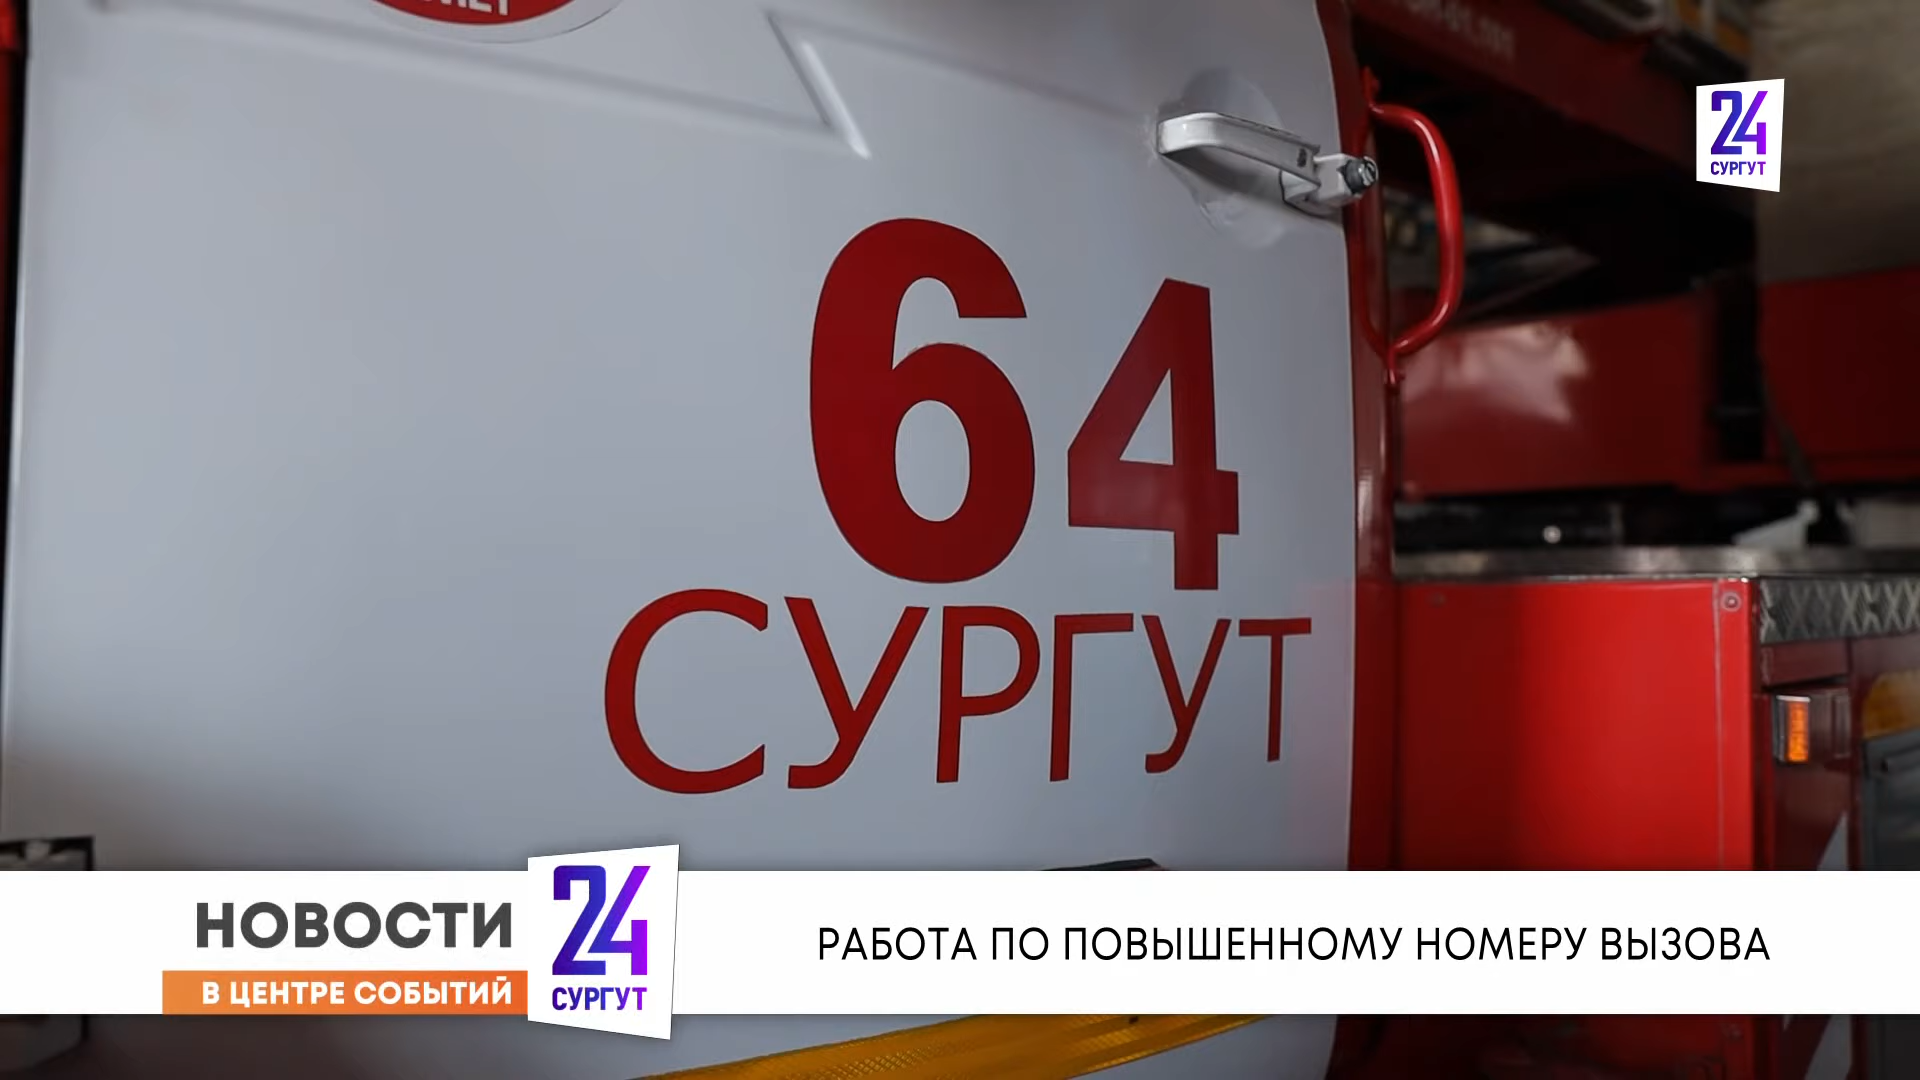 24
СУРГУТ
64
СУРГУТ
НОВОСТИ
В ЦЕНТРЕ СОБЫТИЙ
24
СУРГУТ
РАБОТА ПО ПОВЫШЕННОМУ НОМЕРУ ВЫЗОВА